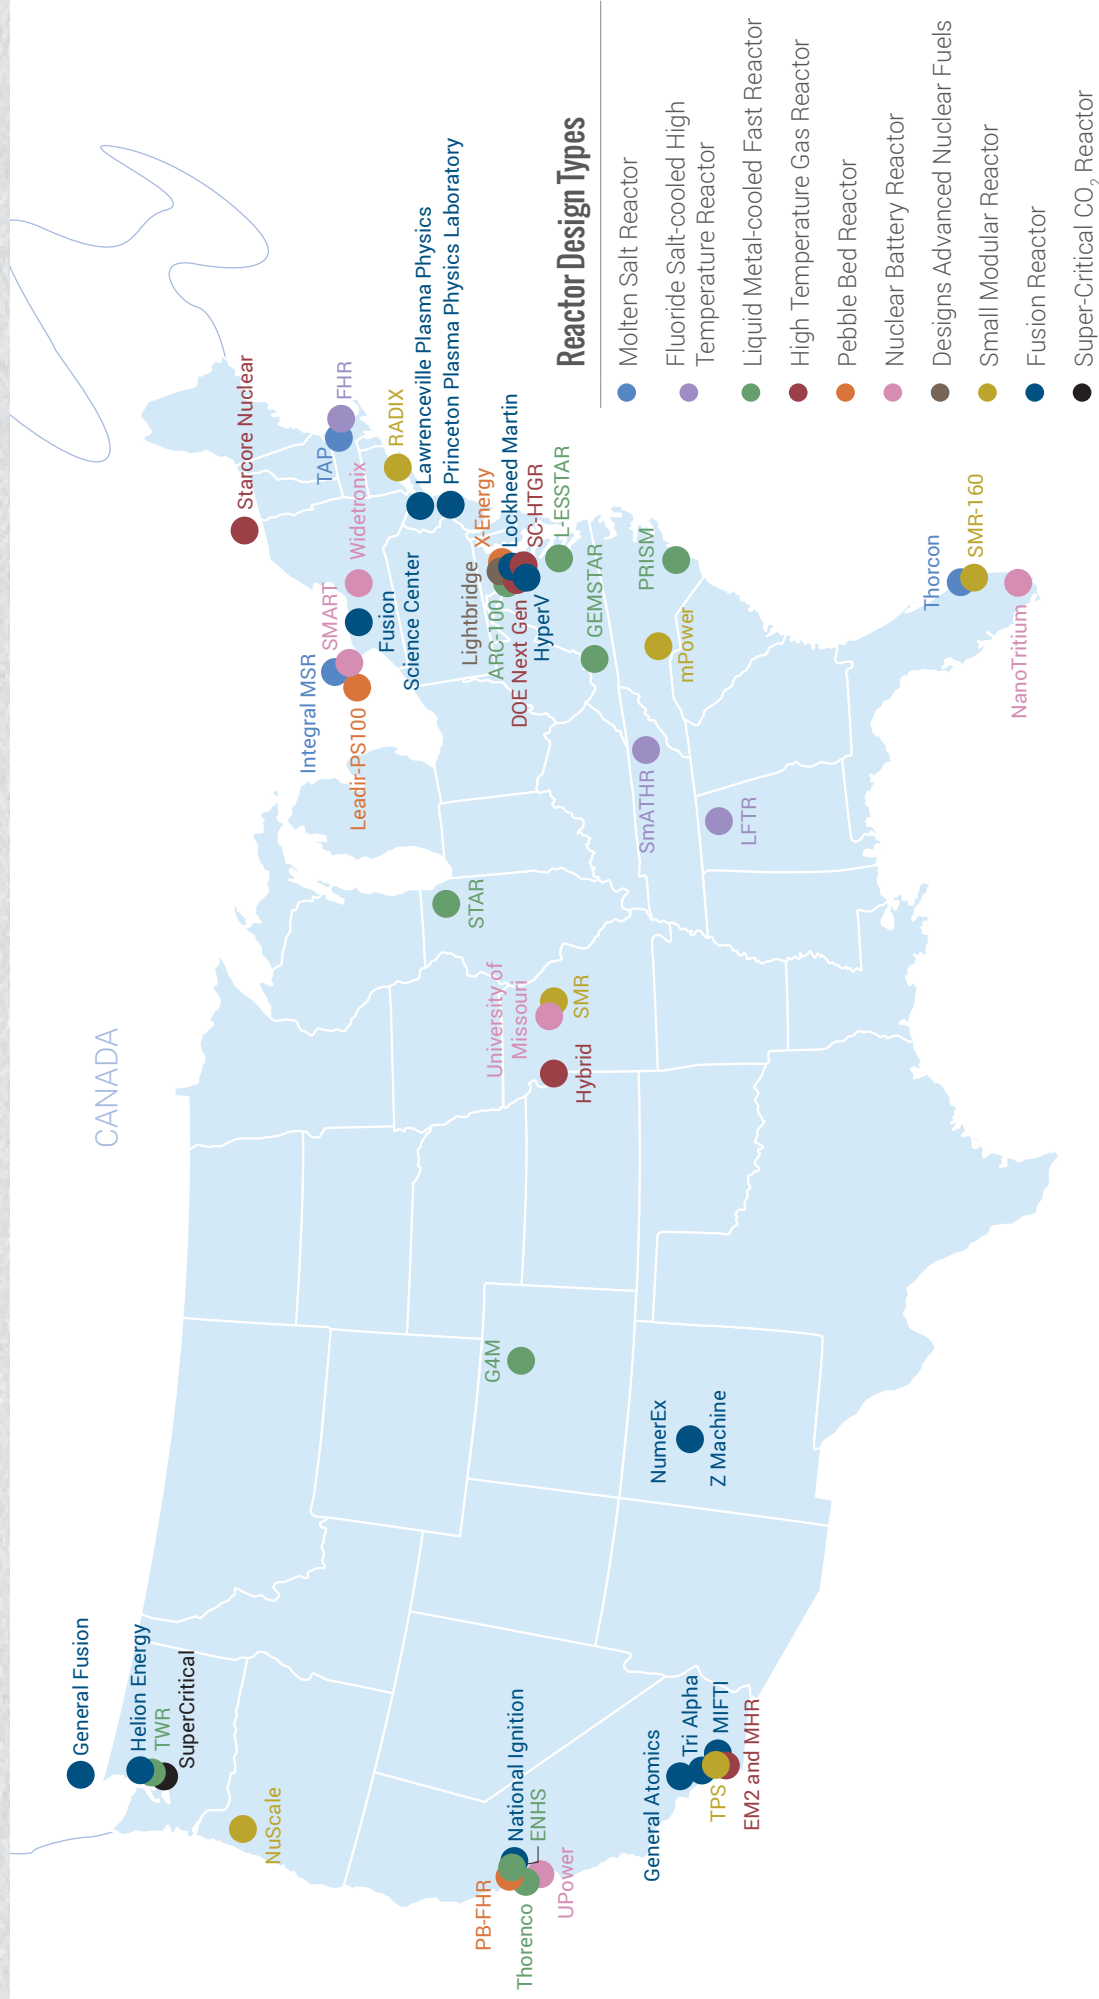 CANADA
General Fusion
Helion Energy
TWR
SuperCritical
NuScale
PB-FHR
Thorenco
National Ignition
ENHS
UPower
General Atomics
Tri Alpha
MIFTI
TPS
EM2 and MHR
NumerEx
Z Machine
G4M
Hybrid
University of
Missouri
SMR
STAR
LFTR
SmATHR
Integral MSR
SMART
Leadir-PS100
Fusion
Science Center
Widetronix
Starcore Nuclear
TAP
FHR
RADIX
Lawrenceville Plasma Physics
Princeton Plasma Physics Laboratory
Lightbridge
X-Energy
ARC-100
Lockheed Martin
DOE Next Gen
SC-HTGR
HyperV
L-ESSTAR
GEMSTAR
PRISM
mPower
Thorcon
SMR-160
NanoTritium
Reactor Design Types
Molten Salt Reactor
Fluoride Salt-cooled High
Temperature Reactor
Liquid Metal-cooled Fast Reactor
High Temperature Gas Reactor
Pebble Bed Reactor
Nuclear Battery Reactor
Designs Advanced Nuclear Fuels
Small Modular Reactor
Fusion Reactor
Super-Critical CO₂ Reactor